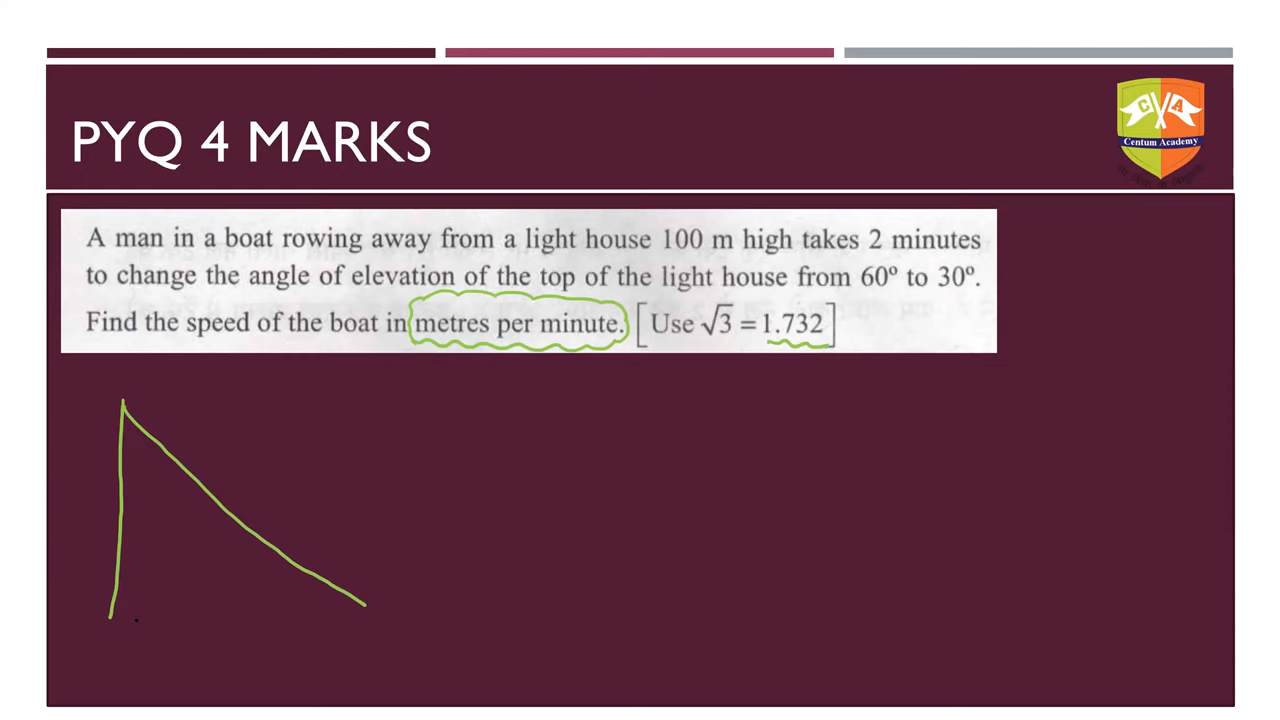 PYQ 4 MARKS
C A
Centum Academy
A man in a boat rowing away from a light house 100 m high takes 2 minutes
to change the angle of elevation of the top of the light house from 60º to 30º.
Find the speed of the boat in metres per minute. [Use √3 = 1.732]